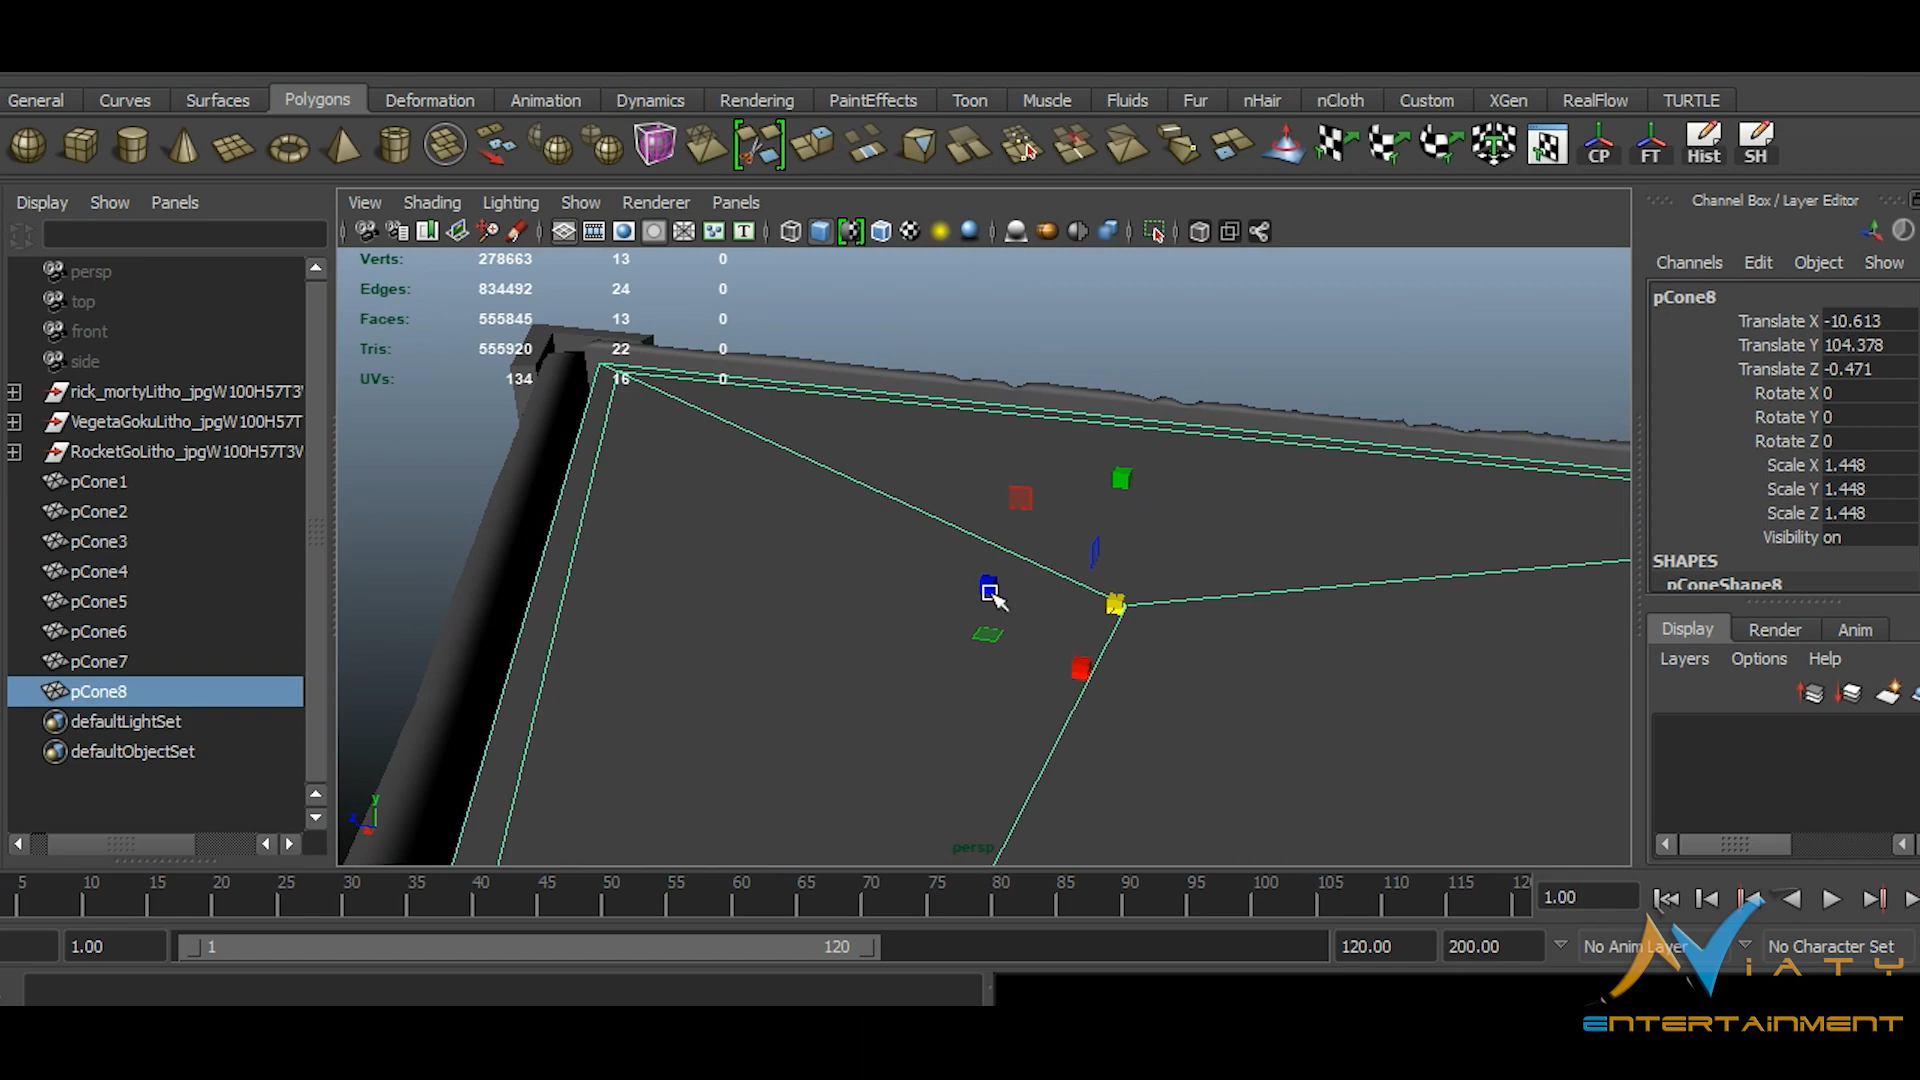 General Curves Surfaces Polygons Deformation Animation Dynamics Rendering PaintEffects Toon Muscle Fluids Fur nHair nCloth Custom XGen RealFlow TURTLE
CP FT Hist SH
Display Show Panels
View Shading Lighting Show Renderer Panels
Channel Box / Layer Editor
T
Channels Edit Object Show
persp
top
front
side
rick_mortyLitho_jpgW100H57T3V
VegetaGokuLitho_jpgW100H57T
RocketGoLitho_jpgW100H57T3V
pCone1
pCone2
pCone3
pCone4
pCone5
pCone6
pCone7
pCone8
defaultLightSet
defaultObjectSet
Verts: 278663 13 0
Edges: 834492 24 0
Faces: 555845 13 0
Tris: 555920 22 0
UVs: 134 16 0
y
z
persp
pCone8
Translate X -10.613
Translate Y 104.378
Translate Z -0.471
Rotate X 0
Rotate Y 0
Rotate Z 0
Scale X 1.448
Scale Y 1.448
Scale Z 1.448
Visibility on
SHAPES
pConeShape8
Display Render Anim
Layers Options Help
5 10 15 20 25 30 35 40 45 50 55 60 65 70 75 80 85 90 95 100 105 110 115 12
1.00
1.00 1 120 120.00 200.00 No Anim Layer No Character Set
NViATY
ENTERTAiNMENT